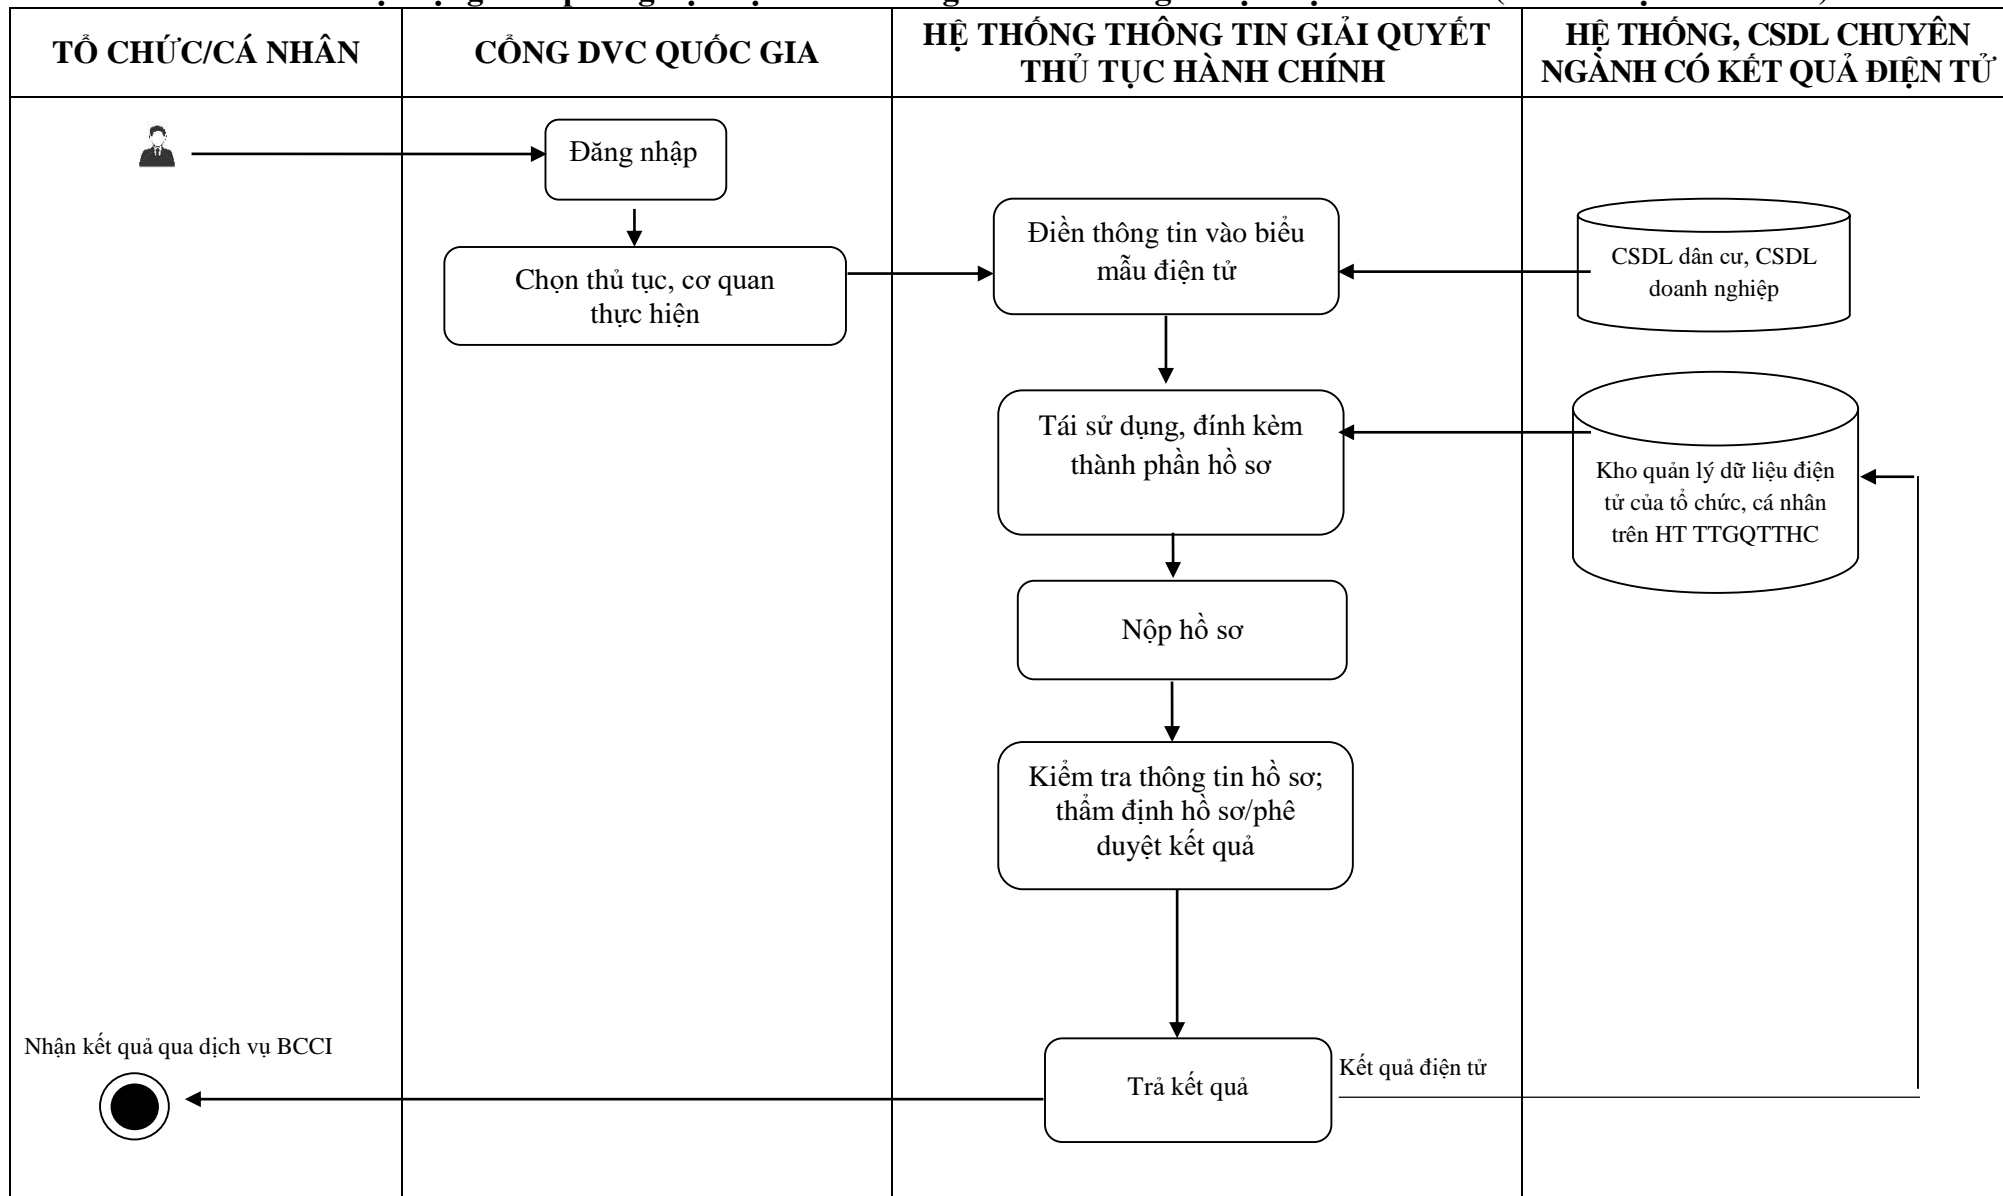 TỔ CHỨC/CÁ NHÂN
CỔNG DVC QUỐC GIA
HỆ THỐNG THÔNG TIN GIẢI QUYẾT
THỦ TỤC HÀNH CHÍNH
HỆ THỐNG, CSDL CHUYÊN
NGÀNH CÓ KẾT QUẢ ĐIỆN TỬ
Đăng nhập
Chọn thủ tục, cơ quan
thực hiện
Điền thông tin vào biểu
mẫu điện tử
CSDL dân cư, CSDL
doanh nghiệp
Tái sử dụng, đính kèm
thành phần hồ sơ
Kho quản lý dữ liệu điện
tử của tổ chức, cá nhân
trên HT TTGQTTHC
Nộp hồ sơ
Kiểm tra thông tin hồ sơ;
thẩm định hồ sơ/phê
duyệt kết quả
Nhận kết quả qua dịch vụ BCCI
Trả kết quả
Kết quả điện tử